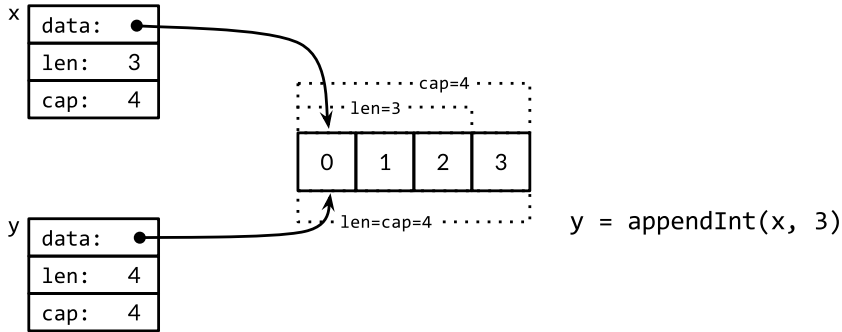 x
data:
len: 3
cap: 4
cap=4
len=3
0 1 2 3
len=cap=4
y = appendInt(x, 3)
y
data:
len: 4
cap: 4